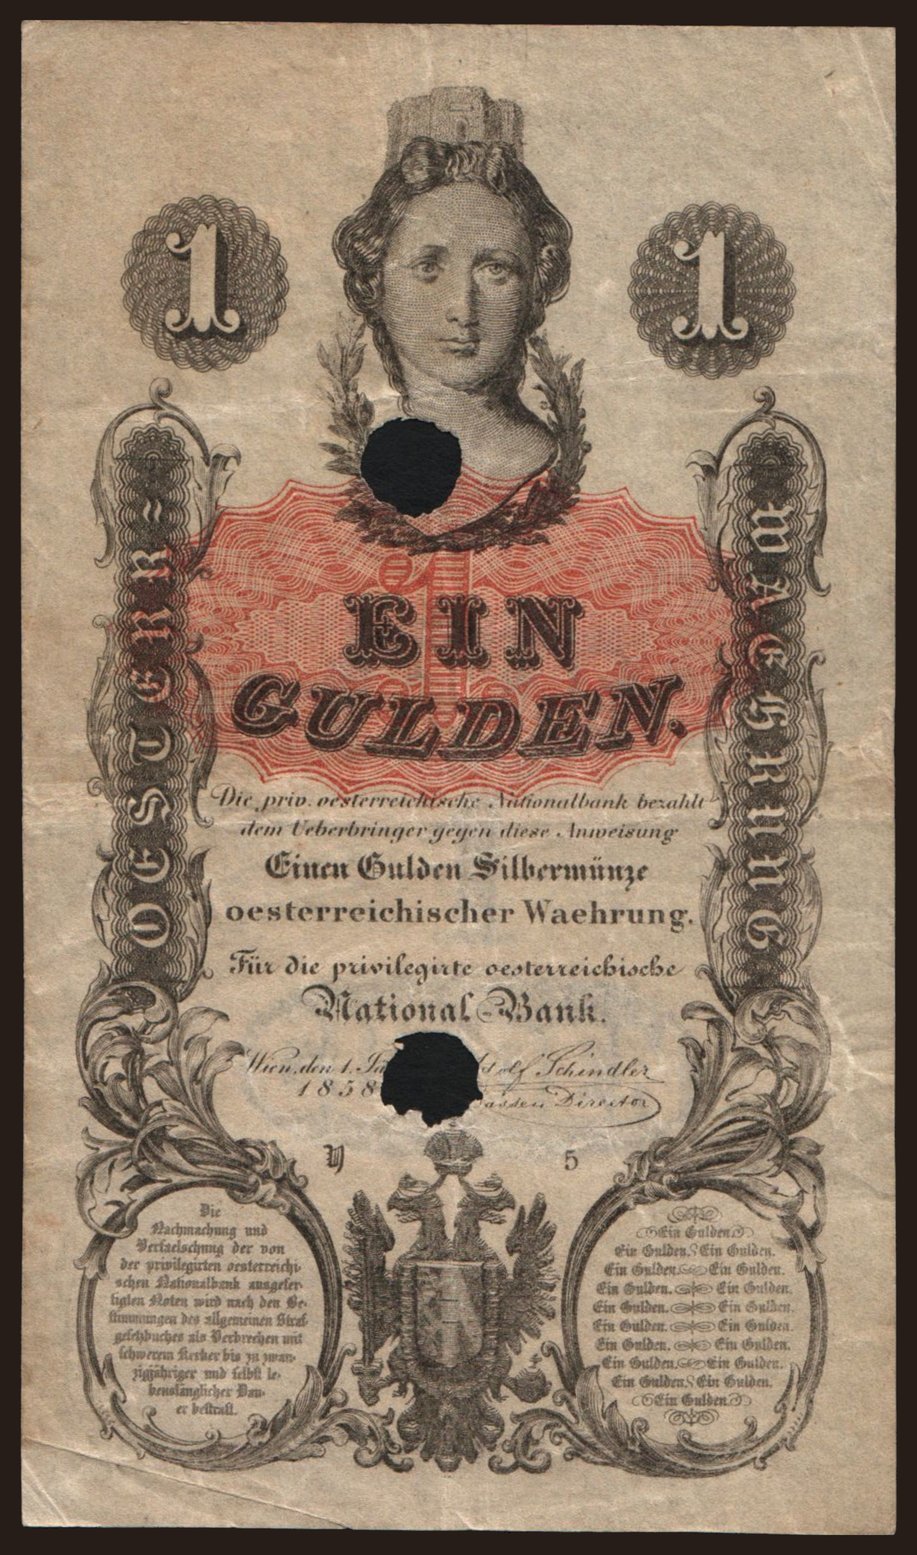 1
1
OESTERR=
WAEHRUNG
1
EIN
GULDEN.
Die priv. oesterreichische Nationalbank bezahlt
dem Ueberbringer gegen diese Anweisung
Einen Gulden Silbermünze
oesterreichischer Waehrung.
Für die privilegirte oesterreichische
National-Bank.
Wien, den 1. Schindler
1858 Director
Y 5
Die
Nachmachung und
Verfaelschung der von
der privilegirten oesterreichi-
schen Nationalbank ausgefer-
tigten Noten wird nach den Be-
stimmungen des allgemeinen Straf-
gesetzbuches als Verbrechen mit
schwerem Kerker bis zu zwan-
zigjähriger und selbst le-
benslänglicher Dau-
er bestraft.
Ein Gulden
Ein Gulden. Ein Gulden.
Ein Gulden. Ein Gulden.
Ein Gulden. Ein Gulden.
Ein Gulden. Ein Gulden.
Ein Gulden. Ein Gulden.
Ein Gulden. Ein Gulden.
Ein Gulden. Ein Gulden.
Ein Gulden. Ein Gulden.
Ein Gulden.